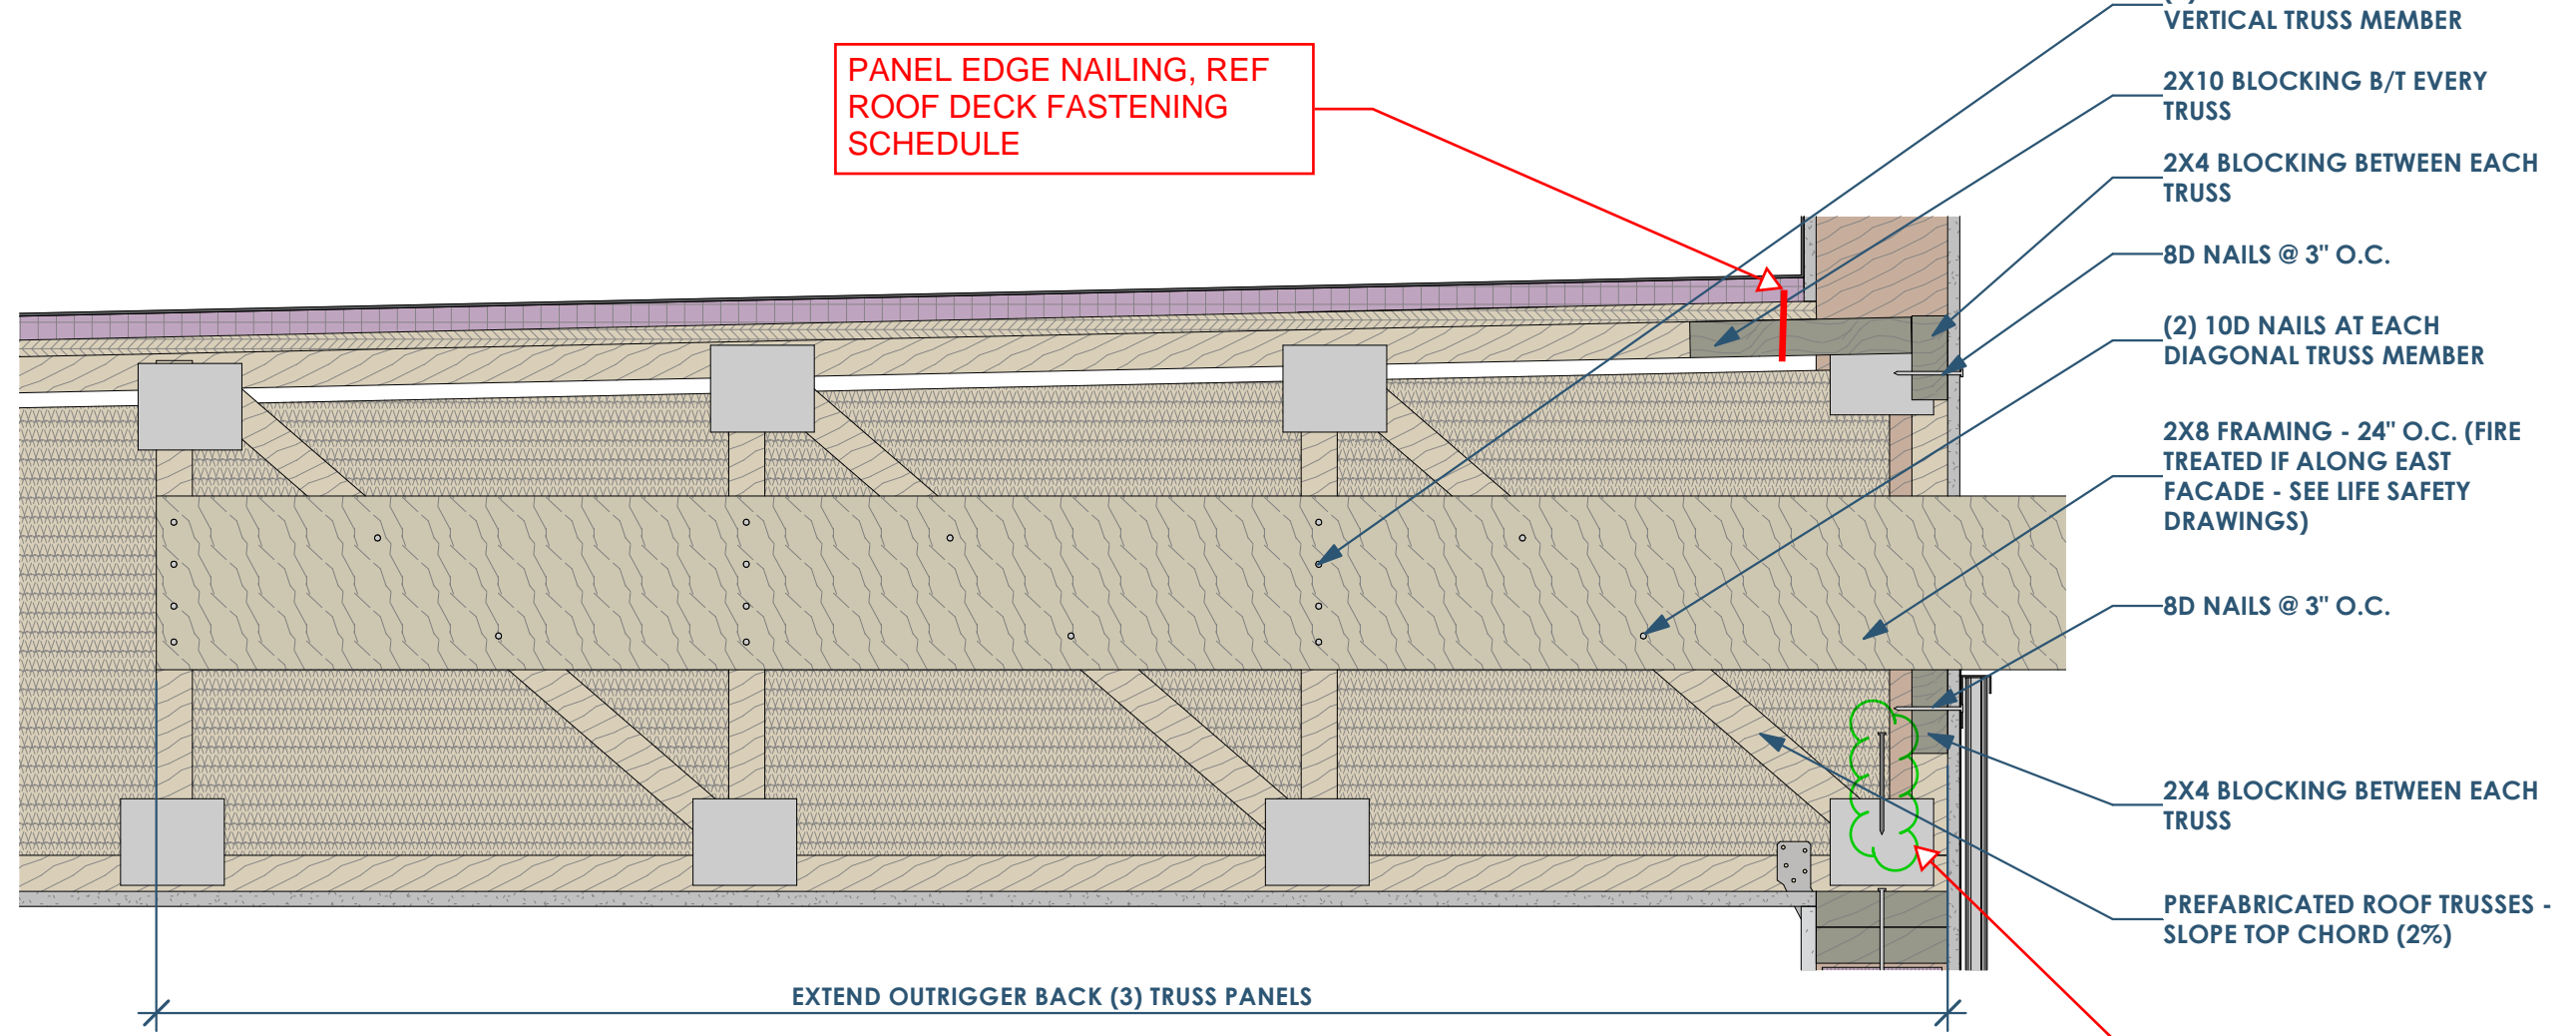 PANEL EDGE NAILING, REF
ROOF DECK FASTENING
SCHEDULE
VERTICAL TRUSS MEMBER
2X10 BLOCKING B/T EVERY
TRUSS
2X4 BLOCKING BETWEEN EACH
TRUSS
8D NAILS @ 3" O.C.
(2) 10D NAILS AT EACH
DIAGONAL TRUSS MEMBER
2X8 FRAMING - 24" O.C. (FIRE
TREATED IF ALONG EAST
FACADE - SEE LIFE SAFETY
DRAWINGS)
8D NAILS @ 3" O.C.
2X4 BLOCKING BETWEEN EACH
TRUSS
PREFABRICATED ROOF TRUSSES -
SLOPE TOP CHORD (2%)
EXTEND OUTRIGGER BACK (3) TRUSS PANELS